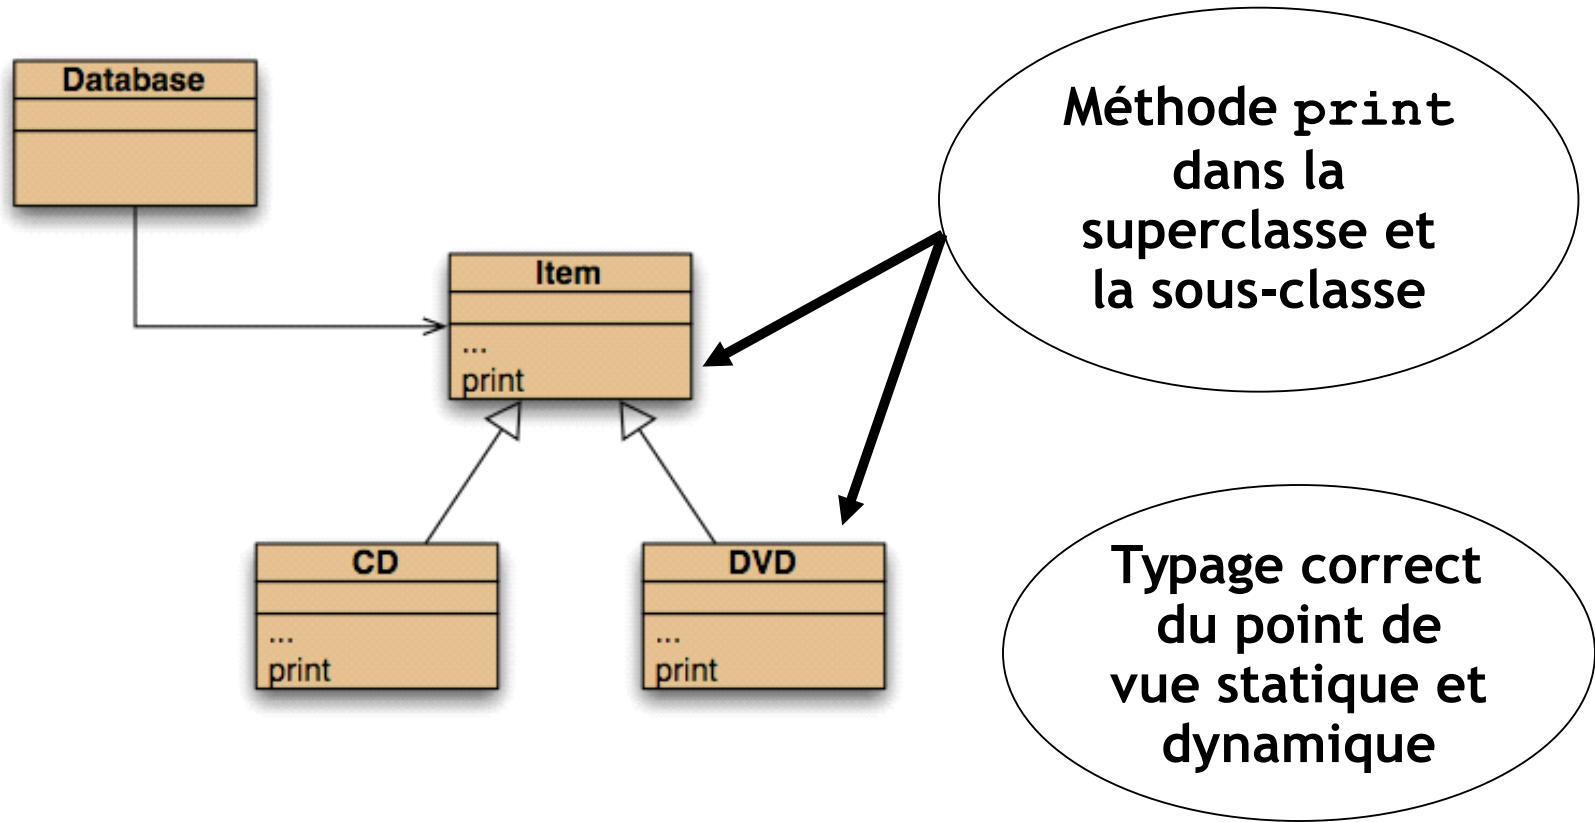 Database
Item
...
print
CD
...
print
DVD
...
print
Méthode print
dans la
superclasse et
la sous-classe
Typage correct
du point de
vue statique et
dynamique